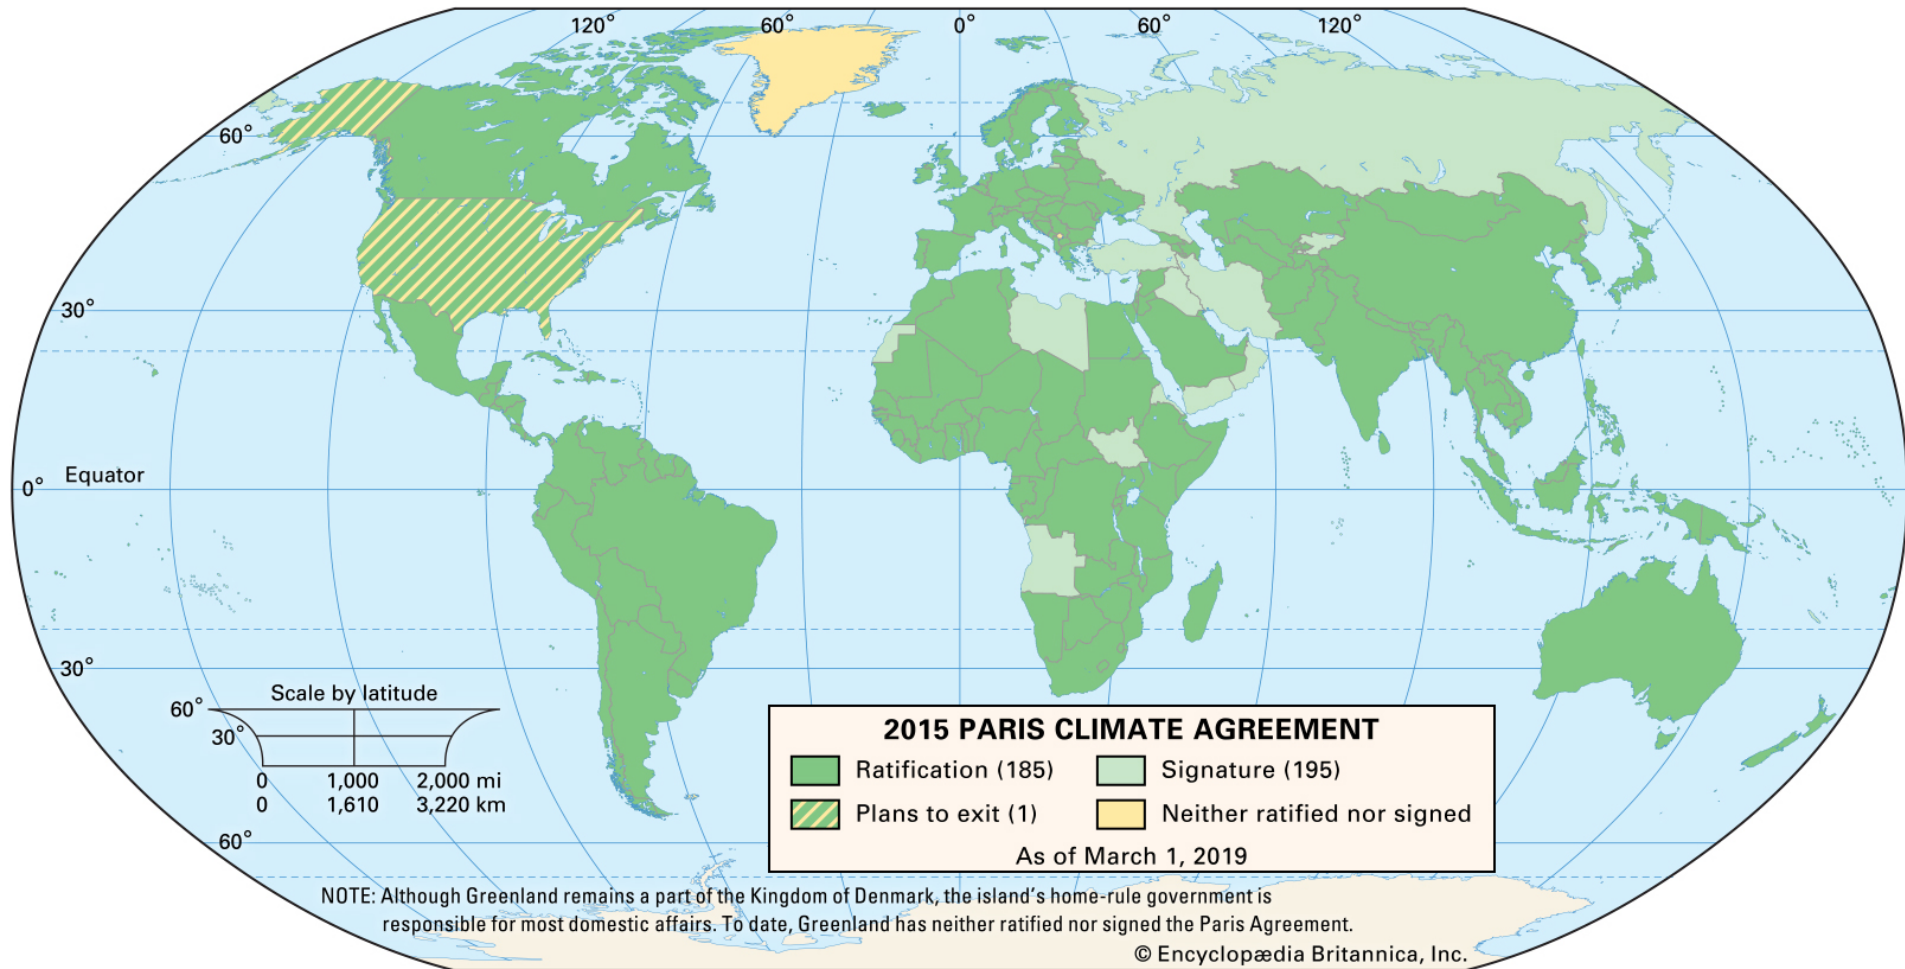 120° 60° 0° 60° 120°
60°
30°
Equator
0°
30°
Scale by latitude
60°
30°
0 1,000 2,000 mi
0 1,610 3,220 km
60°
2015 PARIS CLIMATE AGREEMENT
Ratification (185) Signature (195)
Plans to exit (1) Neither ratified nor signed
As of March 1, 2019
NOTE: Although Greenland remains a part of the Kingdom of Denmark, the island's home-rule government is
responsible for most domestic affairs. To date, Greenland has neither ratified nor signed the Paris Agreement.
© Encyclopædia Britannica, Inc.